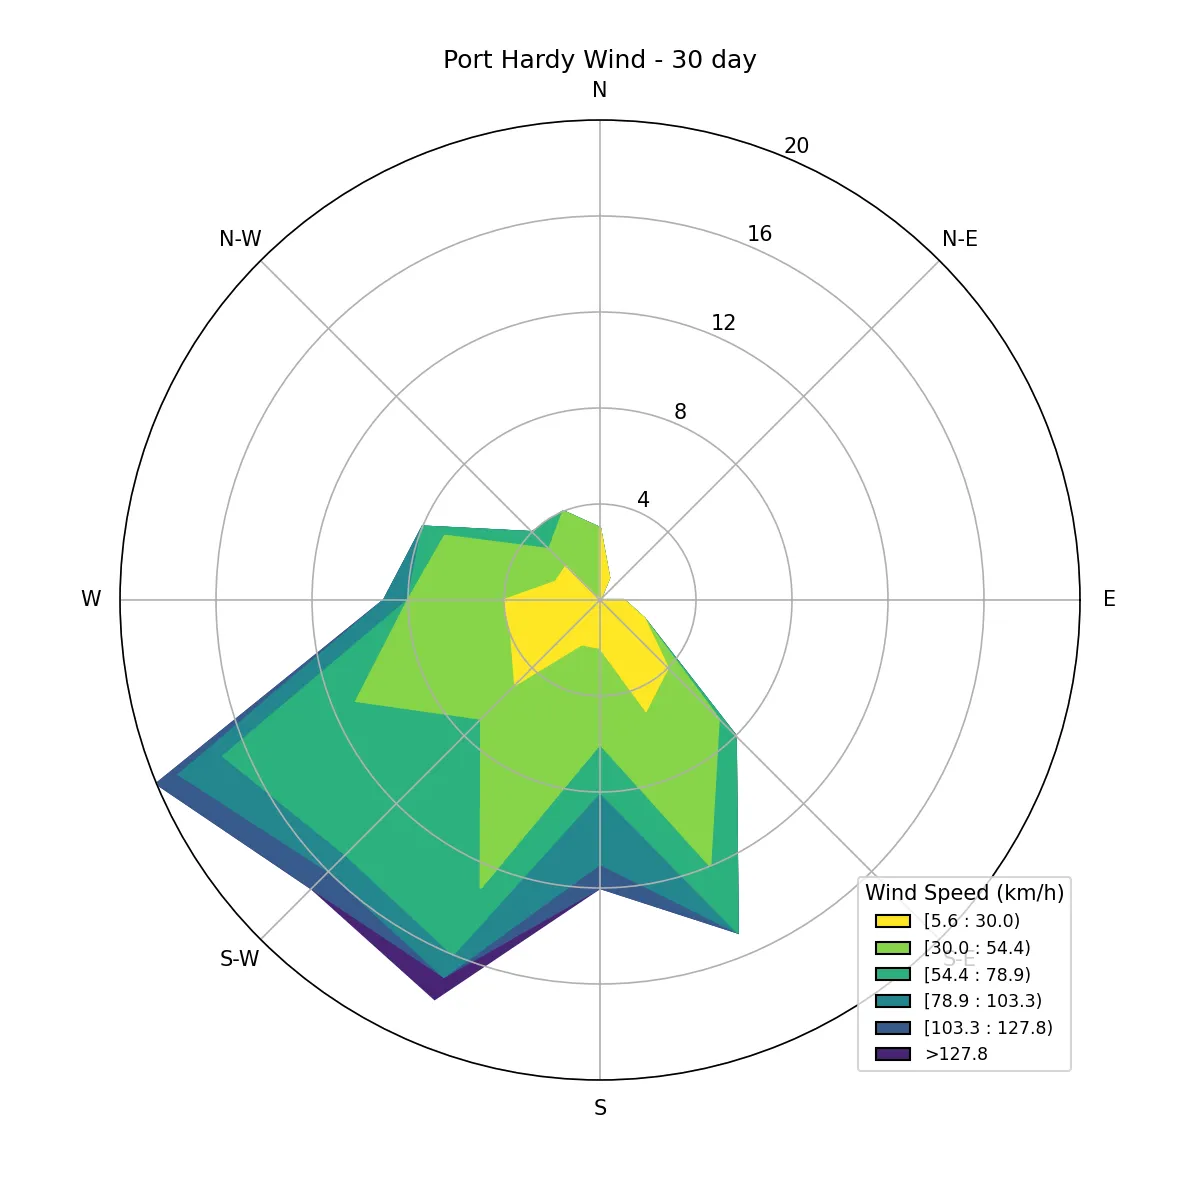 Port Hardy Wind - 30 day
N
20
N-W
16
N-E
12
8
4
W
E
Wind Speed (km/h)
[5.6 : 30.0)
[30.0 : 54.4)
S-W
S-E
[54.4 : 78.9)
[78.9 : 103.3)
[103.3 : 127.8)
>127.8
S